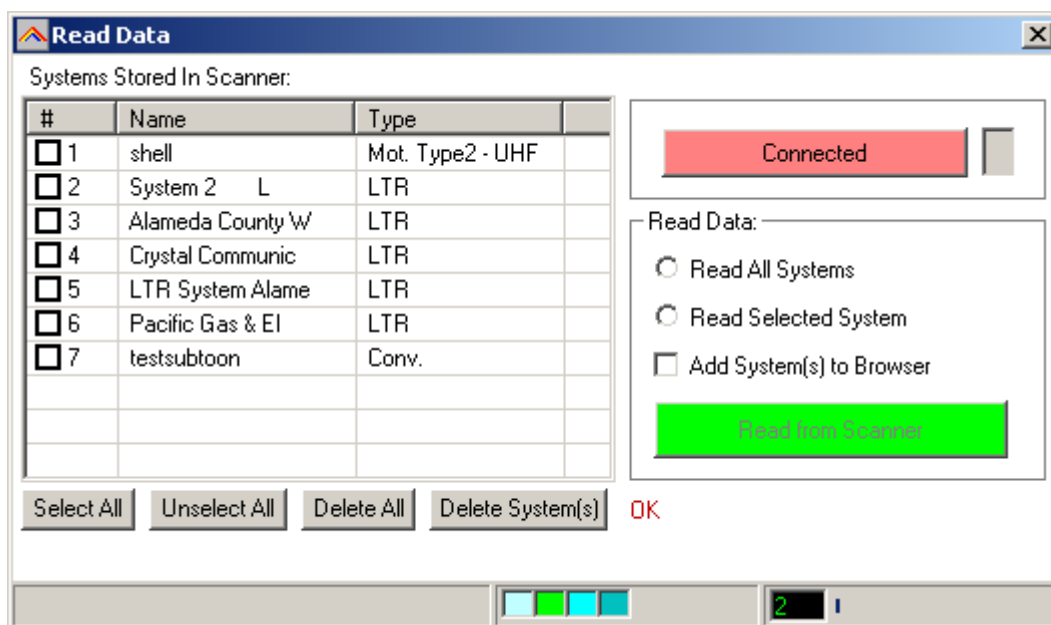 Read Data
Systems Stored In Scanner:
# Name Type
1 shell Mot. Type2 - UHF
2 System 2 L LTR
3 Alameda County W LTR
4 Crystal Communic LTR
5 LTR System Alame LTR
6 Pacific Gas & El LTR
7 testsubtoon Conv.
Select All Unselect All Delete All Delete System(s) OK
Connected
Read Data:
Read All Systems
Read Selected System
Add System(s) to Browser
Read from Scanner
2